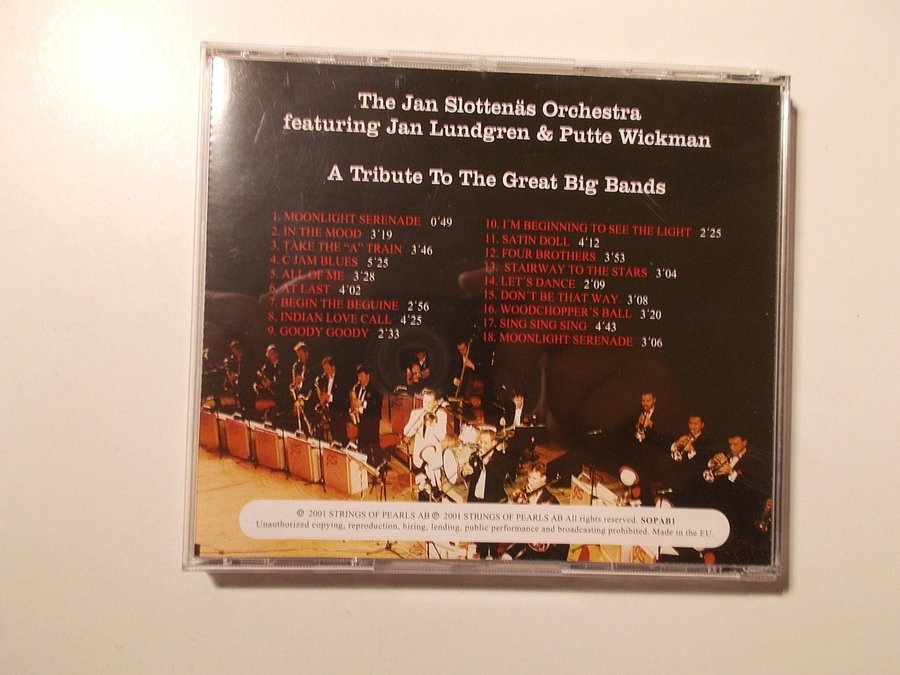 The Jan Slottenäs Orchestra
featuring Jan Lundgren & Putte Wickman
A Tribute To The Great Big Bands
1. MOONLIGHT SERENADE 0'49
2. IN THE MOOD 3'19
3. TAKE THE "A" TRAIN 3'46
4. C JAM BLUES 5'25
5. ALL OF ME 3'28
6. AT LAST 4'02
7. BEGIN THE BEGUINE 2'56
8. INDIAN LOVE CALL 4'25
9. GOODY GOODY 2'33
10. I'M BEGINNING TO SEE THE LIGHT 2'25
11. SATIN DOLL 4'12
12. FOUR BROTHERS 3'53
13. STAIRWAY TO THE STARS 3'04
14. LET'S DANCE 2'09
15. DON'T BE THAT WAY 3'08
16. WOODCHOPPER'S BALL 3'20
17. SING SING SING 4'43
18. MOONLIGHT SERENADE 3'06
℗ 2001 STRINGS OF PEARLS AB ℗ 2001 STRINGS OF PEARLS AB All rights reserved. SOPAB1
Unauthorized copying, reproduction, hiring, lending, public performance and broadcasting prohibited. Made in the EU.